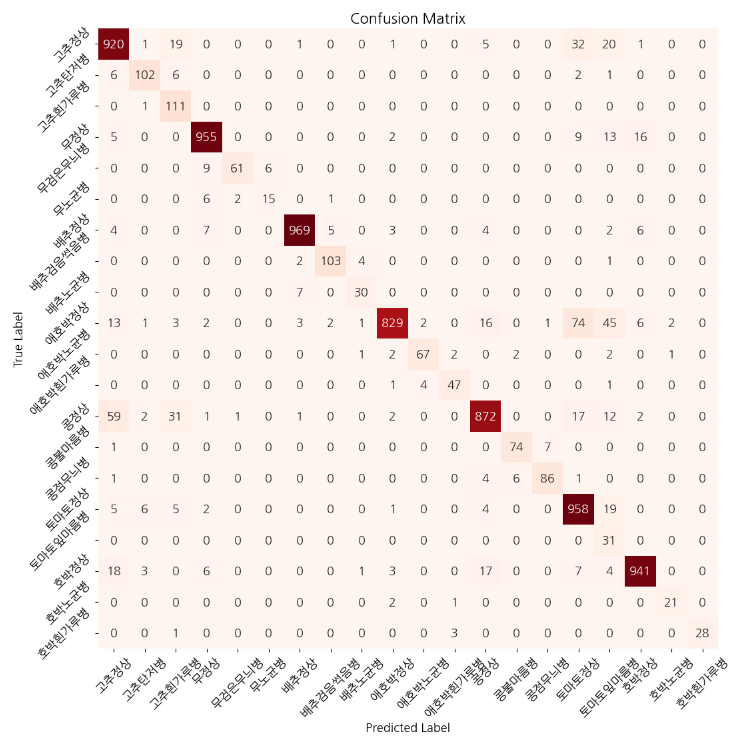 Confusion Matrix
고추정상 920 1 19 0 0 0 1 0 0 1 0 0 5 0 0 32 20 1 0 0
고추탄저병 6 102 6 0 0 0 0 0 0 0 0 0 0 0 0 2 1 0 0 0
고추흰가루병 0 1 111 0 0 0 0 0 0 0 0 0 0 0 0 0 0 0 0 0
무정상 5 0 0 955 0 0 0 0 0 2 0 0 0 0 0 9 13 16 0 0
무검은무늬병 0 0 0 9 61 6 0 0 0 0 0 0 0 0 0 0 0 0 0 0
무노균병 0 0 0 6 2 15 0 1 0 0 0 0 0 0 0 0 0 0 0 0
배추정상 4 0 0 7 0 0 969 5 0 3 0 0 4 0 0 0 2 6 0 0
배추검음썩음병 0 0 0 0 0 0 2 103 4 0 0 0 0 0 0 0 1 0 0 0
배추노균병 0 0 0 0 0 0 7 0 30 0 0 0 0 0 0 0 0 0 0 0
애호박정상 13 1 3 2 0 0 3 2 1 829 2 0 16 0 1 74 45 6 2 0
애호박노균병 0 0 0 0 0 0 0 0 1 2 67 2 0 2 0 0 2 0 1 0
애호박흰가루병 0 0 0 0 0 0 0 0 0 1 4 47 0 0 0 0 1 0 0 0
콩정상 59 2 31 1 1 0 1 0 0 2 0 0 872 0 0 17 12 2 0 0
콩불마름병 1 0 0 0 0 0 0 0 0 0 0 0 0 74 7 0 0 0 0 0
콩점무늬병 1 0 0 0 0 0 0 0 0 0 0 0 4 6 86 1 0 0 0 0
토마토정상 5 6 5 2 0 0 0 0 0 1 0 0 4 0 0 958 19 0 0 0
토마토잎마름병 0 0 0 0 0 0 0 0 0 0 0 0 0 0 0 0 31 0 0 0
호박정상 18 3 0 6 0 0 0 0 1 3 0 0 17 0 0 7 4 941 0 0
호박노균병 0 0 0 0 0 0 0 0 0 2 0 1 0 0 0 0 0 0 21 0
호박흰가루병 0 0 1 0 0 0 0 0 0 0 0 3 0 0 0 0 0 0 0 28
True Label
고추정상 고추탄저병 고추흰가루병 무정상 무검은무늬병 무노균병 배추정상 배추검음썩음병 배추노균병 애호박정상 애호박노균병 애호박흰가루병 콩정상 콩불마름병 콩점무늬병 토마토정상 토마토잎마름병 호박정상 호박노균병 호박흰가루병
Predicted Label